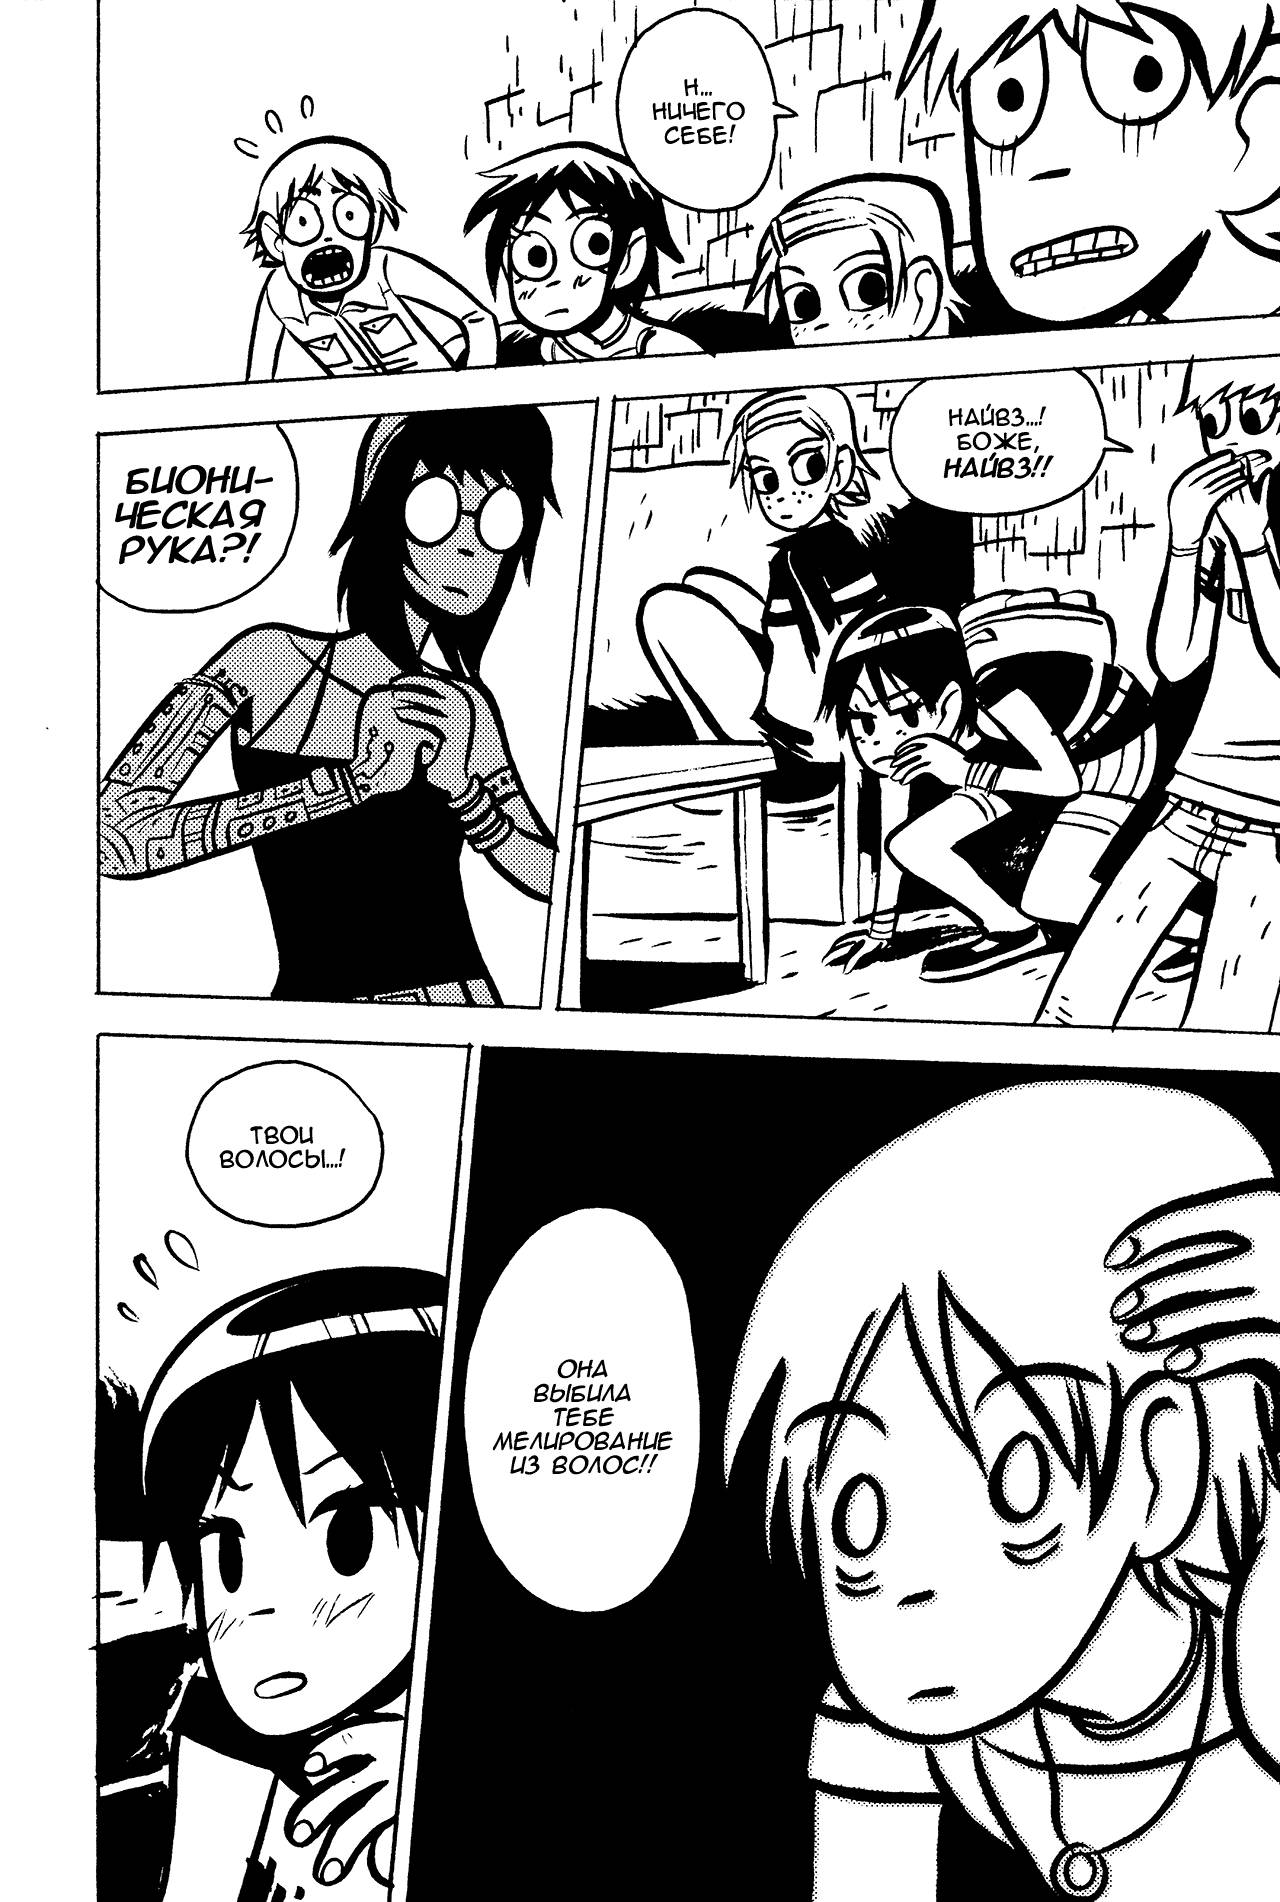 Н...
НИЧЕГО
СЕБЕ!
БИОНИ-
ЧЕСКАЯ
РУКА?!
НАЙВЗ...!
БОЖЕ,
НАЙВЗ!!
ТВОИ
ВОЛОСЫ...!
ОНА
ВЫБИЛА
ТЕБЕ
МЕЛИРОВАНИЕ
ИЗ ВОЛОС!!